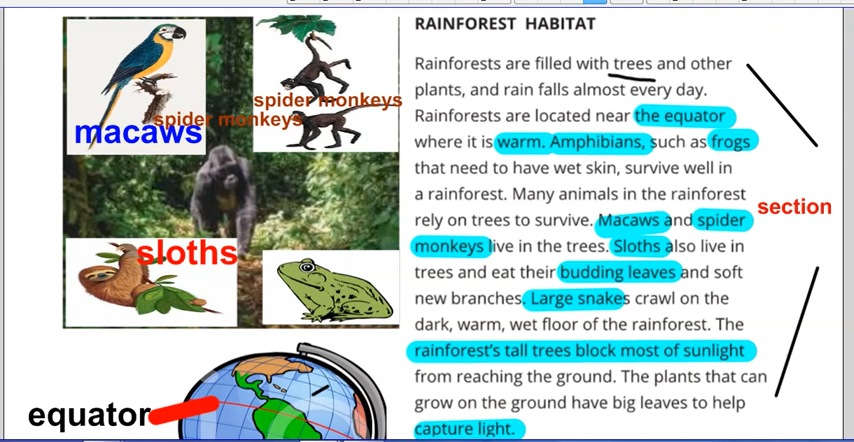 RAINFOREST HABITAT
Rainforests are filled with trees and other
plants, and rain falls almost every day.
Rainforests are located near the equator
where it is warm. Amphibians, such as frogs
that need to have wet skin, survive well in
a rainforest. Many animals in the rainforest
rely on trees to survive. Macaws and spider
monkeys live in the trees. Sloths also live in
trees and eat their budding leaves and soft
new branches. Large snakes crawl on the
dark, warm, wet floor of the rainforest. The
rainforest's tall trees block most of sunlight
from reaching the ground. The plants that can
grow on the ground have big leaves to help
capture light.
macaws
spider monkeys
spider monkeys
sloths
equator
section